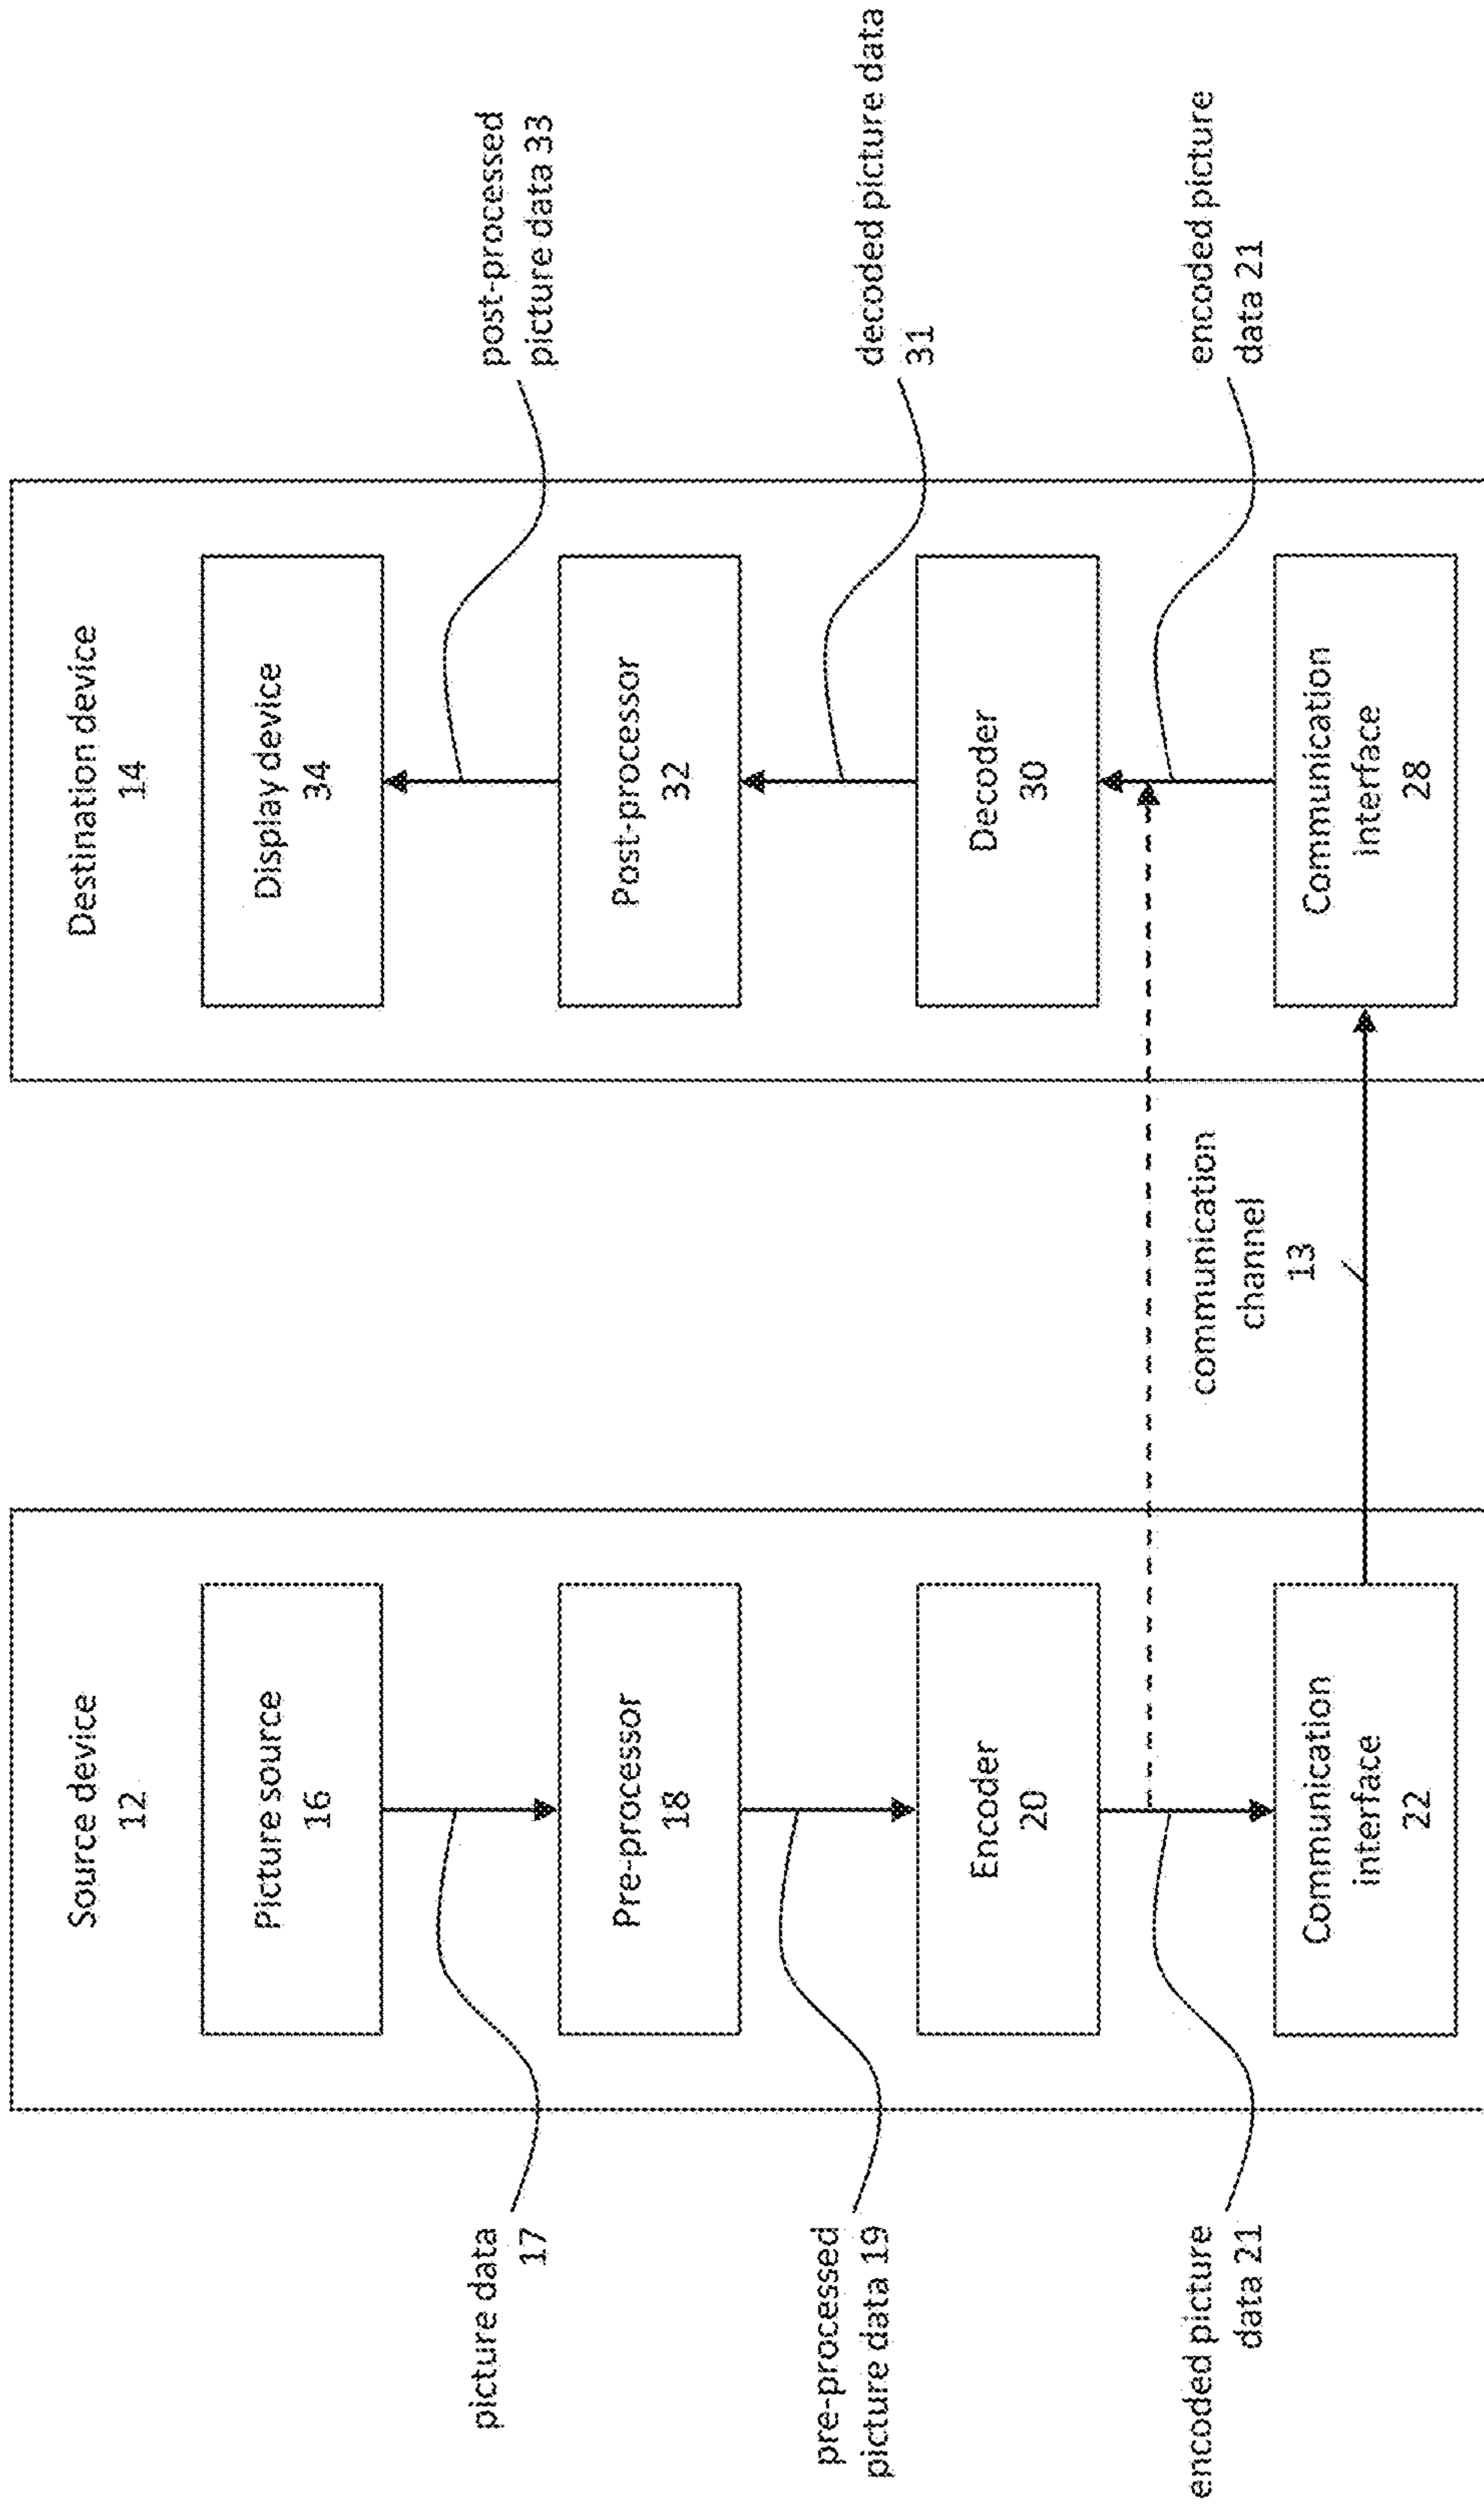 Source device
12
Picture source
16
picture data
17
Pre-processor
18
pre-processed
picture data 19
Encoder
20
encoded picture
data 21
Communication
interface
22
communication
channel
13
Destination device
14
Display device
34
post-processed
picture data 33
Post-processor
32
decoded picture data
31
Decoder
30
encoded picture
data 21
Communication
interface
28